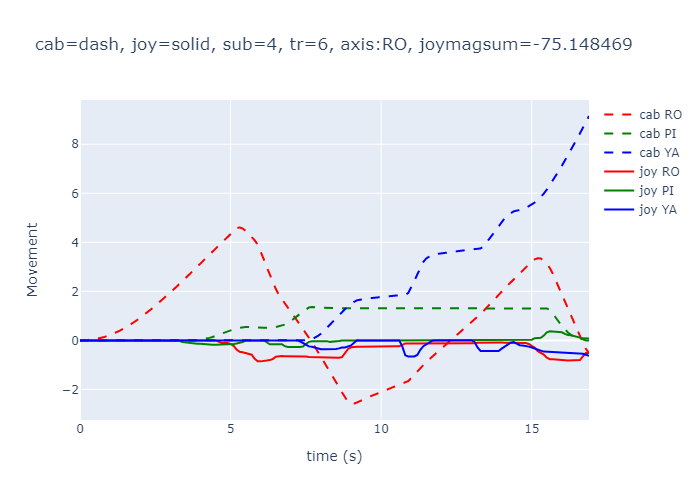 cab=dash, joy=solid, sub=4, tr=6, axis:RO, joymagsum=-75.148469
cab RO
cab PI
cab YA
joy RO
joy PI
joy YA
Movement
8
6
4
2
0
−2
0
5
10
15
time (s)